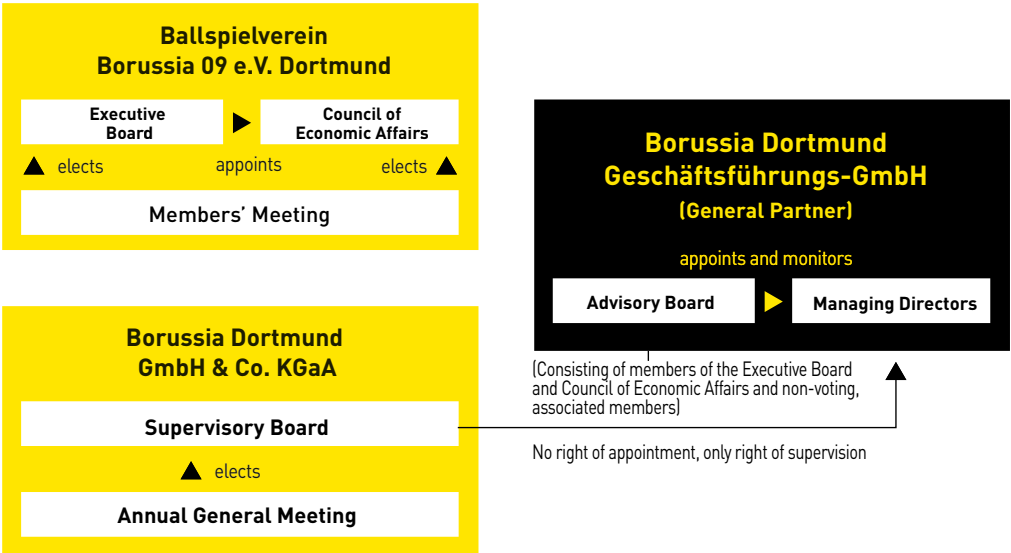 Ballspielverein
Borussia 09 e.V. Dortmund
Executive
Board
Council of
Economic Affairs
elects
appoints
elects
Members’ Meeting
Borussia Dortmund
Geschäftsführungs-GmbH
(General Partner)
appoints and monitors
Advisory Board
Managing Directors
(Consisting of members of the Executive Board
and Council of Economic Affairs and non-voting,
associated members)
No right of appointment, only right of supervision
Borussia Dortmund
GmbH & Co. KGaA
Supervisory Board
elects
Annual General Meeting